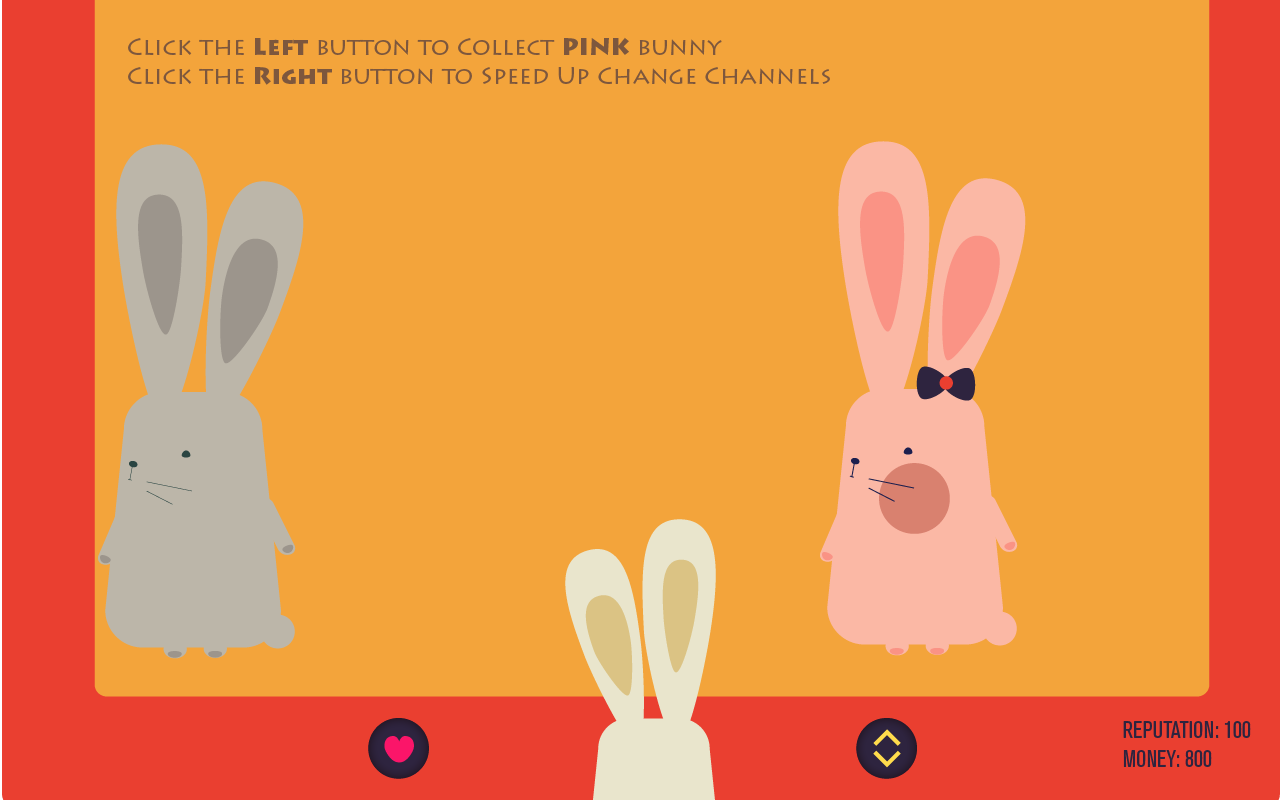 Click the Left button to Collect PINK bunny
Click the Right button to Speed Up Change Channels
REPUTATION: 100
MONEY: 800